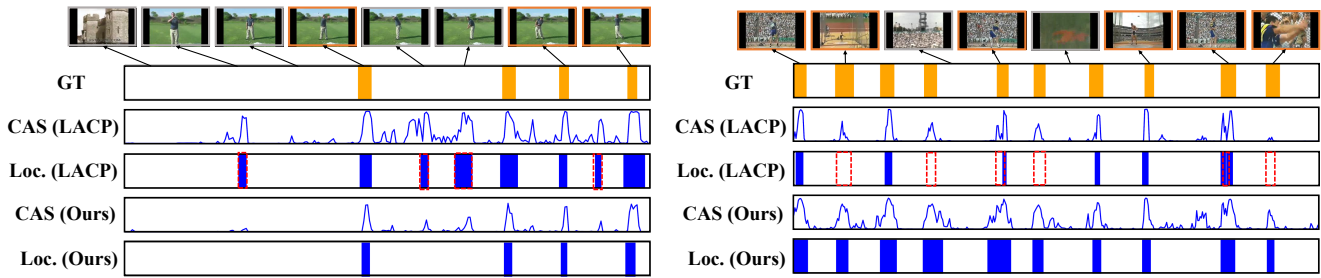 GT
CAS (LACP)
Loc. (LACP)
CAS (Ours)
Loc. (Ours)
GT
CAS (LACP)
Loc. (LACP)
CAS (Ours)
Loc. (Ours)